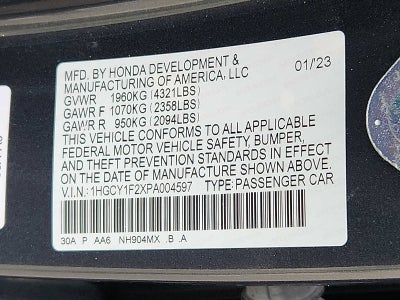 MFD. BY HONDA DEVELOPMENT & 01/'23
MANUFACTURING OF AMERICA, LLC
GVWR 1960KG (4321LBS)
GAWR F 1070KG (2358LBS)
GAWR R 950KG (2094LBS)
THIS VEHICLE CONFORMS TO ALL APPLICABLE
FEDERAL MOTOR VEHICLE SAFETY, BUMPER,
AND THEFT PREVENTION STANDARDS IN EFFECT
ON THE DATE OF MANUFACTURE SHOWN ABOVE.
V.I.N.: 1HGCY1F2XPA004597 TYPE: PASSENGER CAR
30A P AA6 NH904MX .B .A